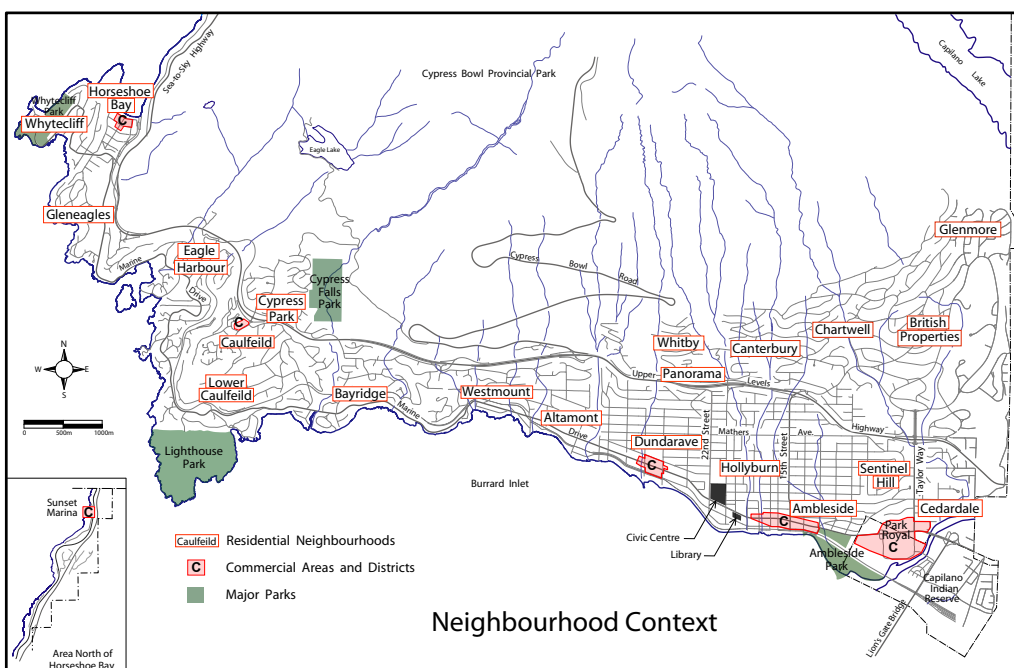 Sea-to-Sky Highway
Cypress Bowl Provincial Park
Capilano
Lake
Horseshoe
Bay
C
Whytecliff
Park
Whytecliff
Eagle Lake
Gleneagles
Glenmore
Eagle
Harbour
Marine
Drive
Cypress
Falls
Park
Cypress Bowl
Road
Cypress
Park
C
Caulfeild
Whitby
Canterbury
Chartwell
British
Properties
N
W E
S
Lower
Caulfeild
Bayridge
Marine
Westmount
Upper
Panorama
Levels
Highway
0 500m 1000m
Altamont
Drive
22nd Street
Mathers
Ave.
15th Street
Dundarave
C
Hollyburn
Sentinel
Hill
Taylor Way
Lighthouse
Park
Burrard Inlet
Sunset
Marina
C
Ambleside
C
Cedardale
Park
Royal
C
Civic Centre
Library
Ambleside
Park
Capilano
Indian
Reserve
Lion's Gate Bridge
Caulfeild Residential Neighbourhoods
C Commercial Areas and Districts
Major Parks
Neighbourhood Context
Area North of
Horseshoe Bay